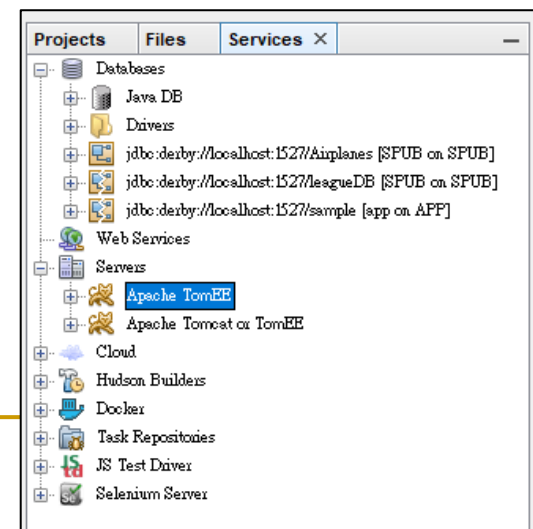 Projects Files Services
Databases
Java DB
Drivers
jdbc:derby://localhost:1527/Airplanes [SPUB on SPUB]
jdbc:derby://localhost:1527/leagueDB [SPUB on SPUB]
jdbc:derby://localhost:1527/sample [app on APP]
Web Services
Servers
Apache TomEE
Apache Tomcat or TomEE
Cloud
Hudson Builders
Docker
Task Repositories
JS Test Driver
Selenium Server